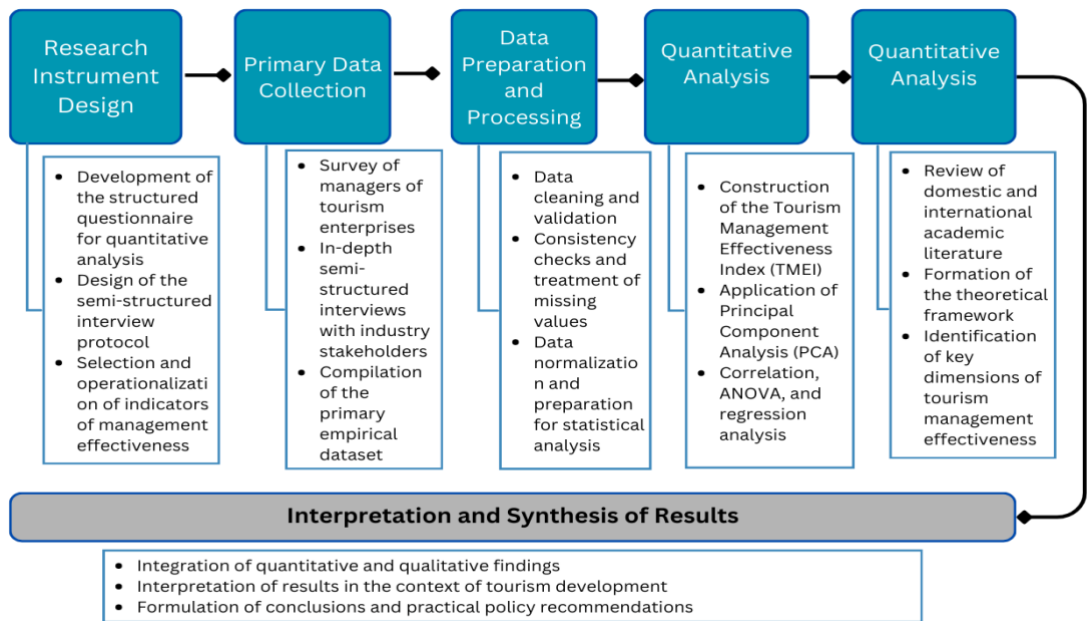 Research
Instrument
Design
Primary Data
Collection
Data
Preparation
and
Processing
Quantitative
Analysis
Quantitative
Analysis
• Development of
the structured
questionnaire
for quantitative
analysis
• Design of the
semi-structured
interview
protocol
• Selection and
operationalizati
on of indicators
of management
effectiveness
• Survey of
managers of
tourism
enterprises
• In-depth
semi-
structured
interviews
with industry
stakeholders
• Compilation
of the
primary
empirical
dataset
• Data
cleaning and
validation
• Consistency
checks and
treatment of
missing
values
• Data
normalizatio
n and
preparation
for statistical
analysis
• Construction
of the Tourism
Management
Effectiveness
Index (TMEI)
• Application of
Principal
Component
Analysis (PCA)
• Correlation,
ANOVA, and
regression
analysis
• Review of
domestic and
international
academic
literature
• Formation of
the theoretical
framework
• Identification
of key
dimensions of
tourism
management
effectiveness
Interpretation and Synthesis of Results
• Integration of quantitative and qualitative findings
• Interpretation of results in the context of tourism development
• Formulation of conclusions and practical policy recommendations